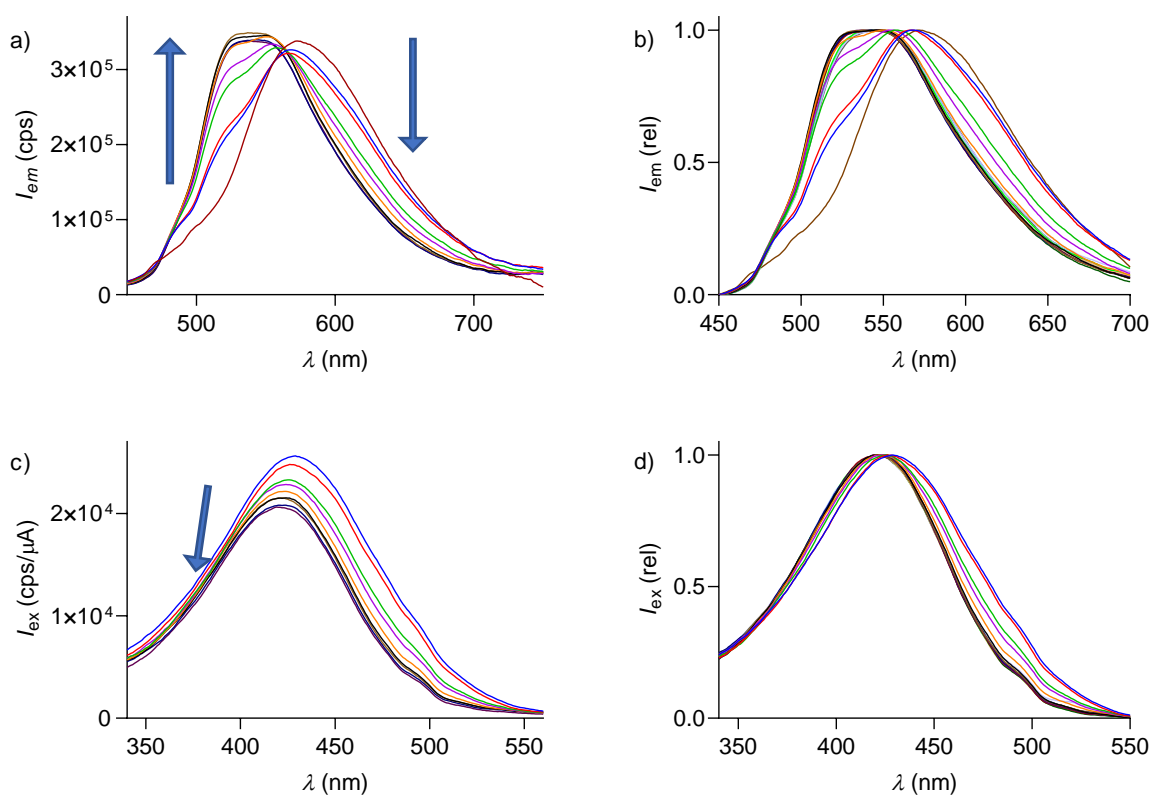 a)
I_em (cps)
3×10⁵
2×10⁵
1×10⁵
0
500
600
700
λ (nm)
b)
I_em (rel)
1.0
0.5
0.0
450
500
550
600
650
700
λ (nm)
c)
I_ex (cps/μA)
2×10⁴
1×10⁴
0
350
400
450
500
550
λ (nm)
d)
I_ex (rel)
1.0
0.5
0.0
350
400
450
500
550
λ (nm)